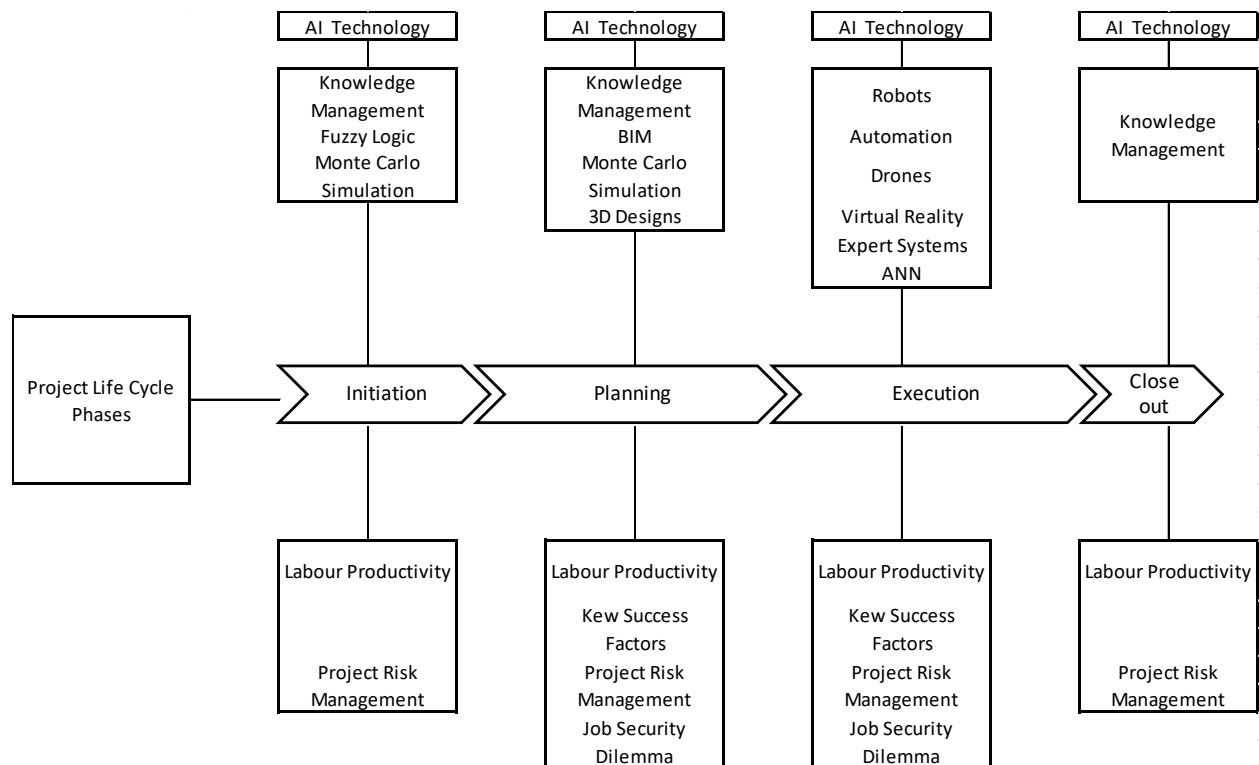 AI Technology
AI Technology
AI Technology
AI Technology
Knowledge
Management
Fuzzy Logic
Monte Carlo
Simulation
Knowledge
Management
BIM
Monte Carlo
Simulation
3D Designs
Robots
Automation
Drones
Virtual Reality
Expert Systems
ANN
Knowledge
Management
Project Life Cycle
Phases
Initiation
Planning
Execution
Close
out
Labour Productivity
Project Risk
Management
Labour Productivity
Kew Success
Factors
Project Risk
Management
Job Security
Dilemma
Labour Productivity
Kew Success
Factors
Project Risk
Management
Job Security
Dilemma
Labour Productivity
Project Risk
Management